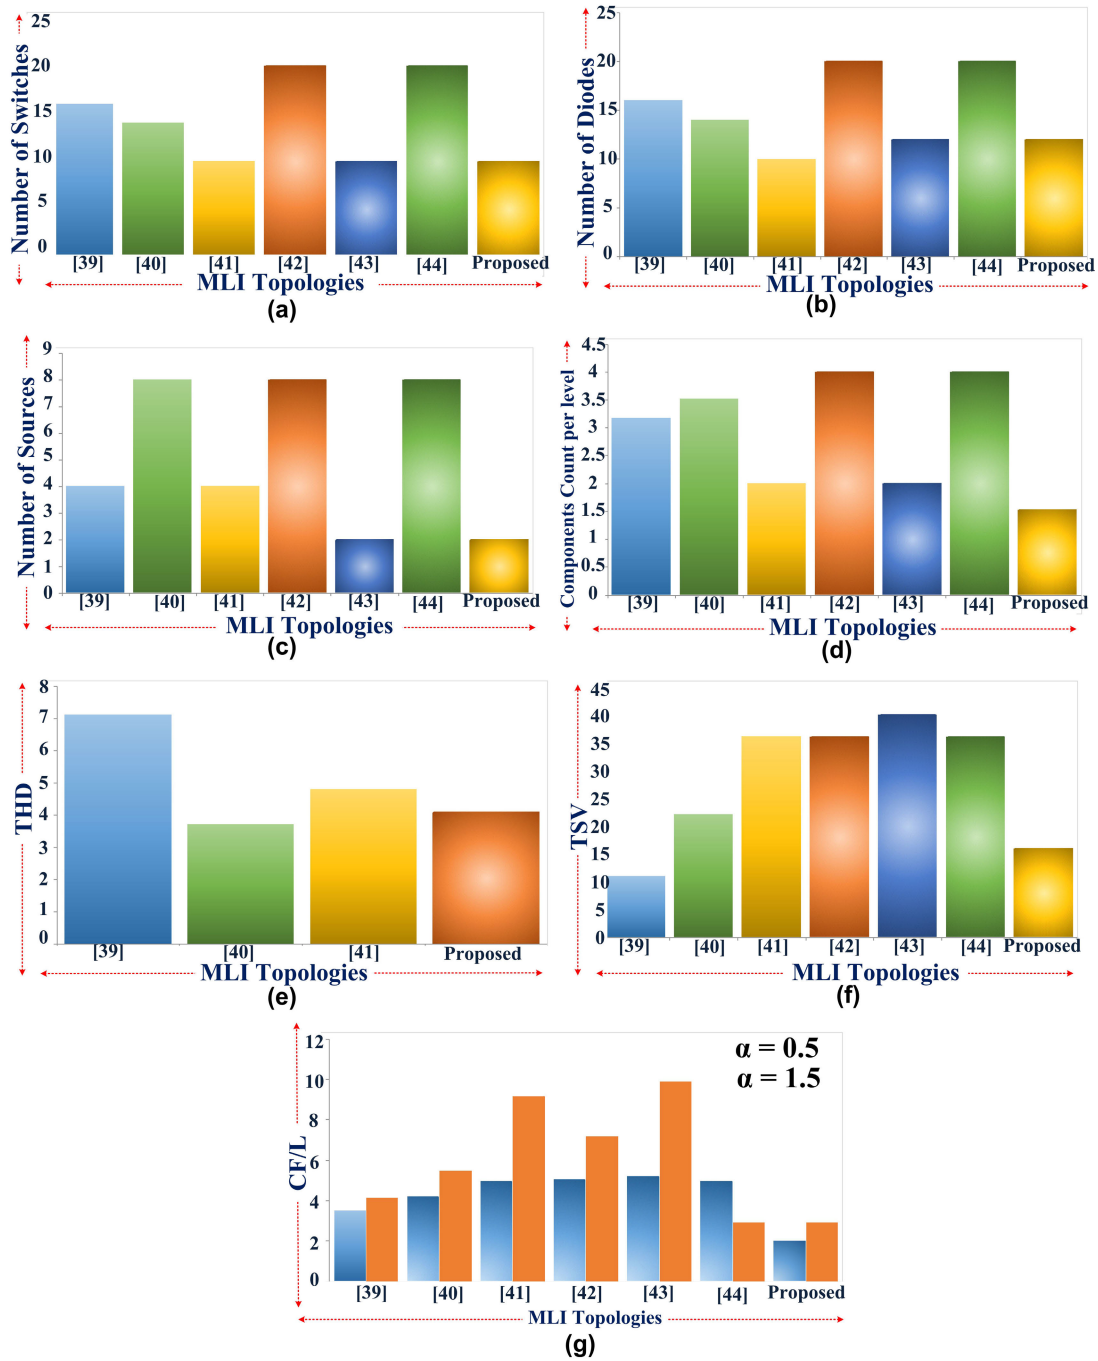 Number of Switches
25
20
15
10
5
0
[39] [40] [41] [42] [43] [44] Proposed
MLI Topologies
(a)
Number of Diodes
25
20
15
10
5
0
[39] [40] [41] [42] [43] [44] Proposed
MLI Topologies
(b)
Number of Sources
9
8
7
6
5
4
3
2
1
0
[39] [40] [41] [42] [43] [44] Proposed
MLI Topologies
(c)
Components Count per level
4.5
4
3.5
3
2.5
2
1.5
1
0.5
0
[39] [40] [41] [42] [43] [44] Proposed
MLI Topologies
(d)
THD
8
7
6
5
4
3
2
1
0
[39] [40] [41] Proposed
MLI Topologies
(e)
TSV
45
40
35
30
25
20
15
10
5
0
[39] [40] [41] [42] [43] [44] Proposed
MLI Topologies
(f)
CF/L
12
10
8
6
4
2
0
α = 0.5
α = 1.5
[39] [40] [41] [42] [43] [44] Proposed
MLI Topologies
(g)